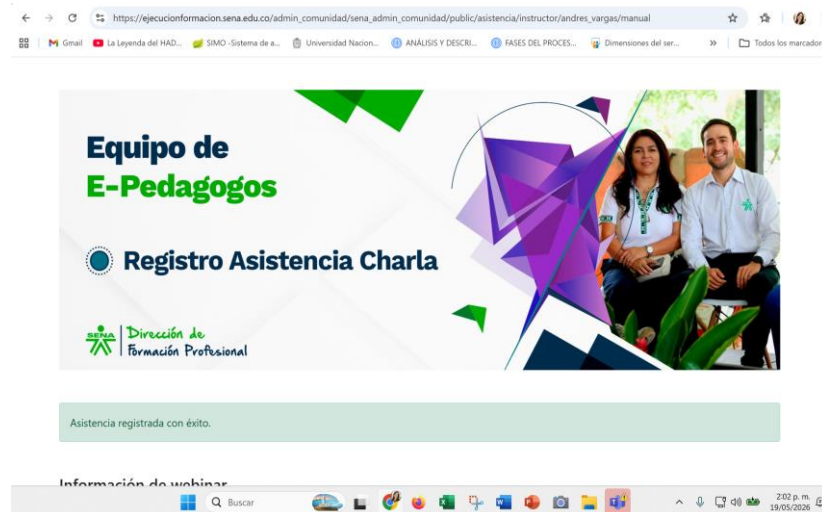 https://ejecucionformacion.sena.edu.co/admin_comunidad/sena_admin_comunidad/public/asistencia/instructor/andres_vargas/manual
Gmail
La Leyenda del HAD...
SIMO -Sistema de a...
Universidad Nacion...
ANÁLISIS Y DESCRI...
FASES DEL PROCES...
Dimensiones del ser...
»
Todos los marcador
Equipo de
E-Pedagogos
Registro Asistencia Charla
SENA
Dirección de
Formación Profesional
Asistencia registrada con éxito.
Información de webinar
Buscar
2:02 p. m.
19/05/2026